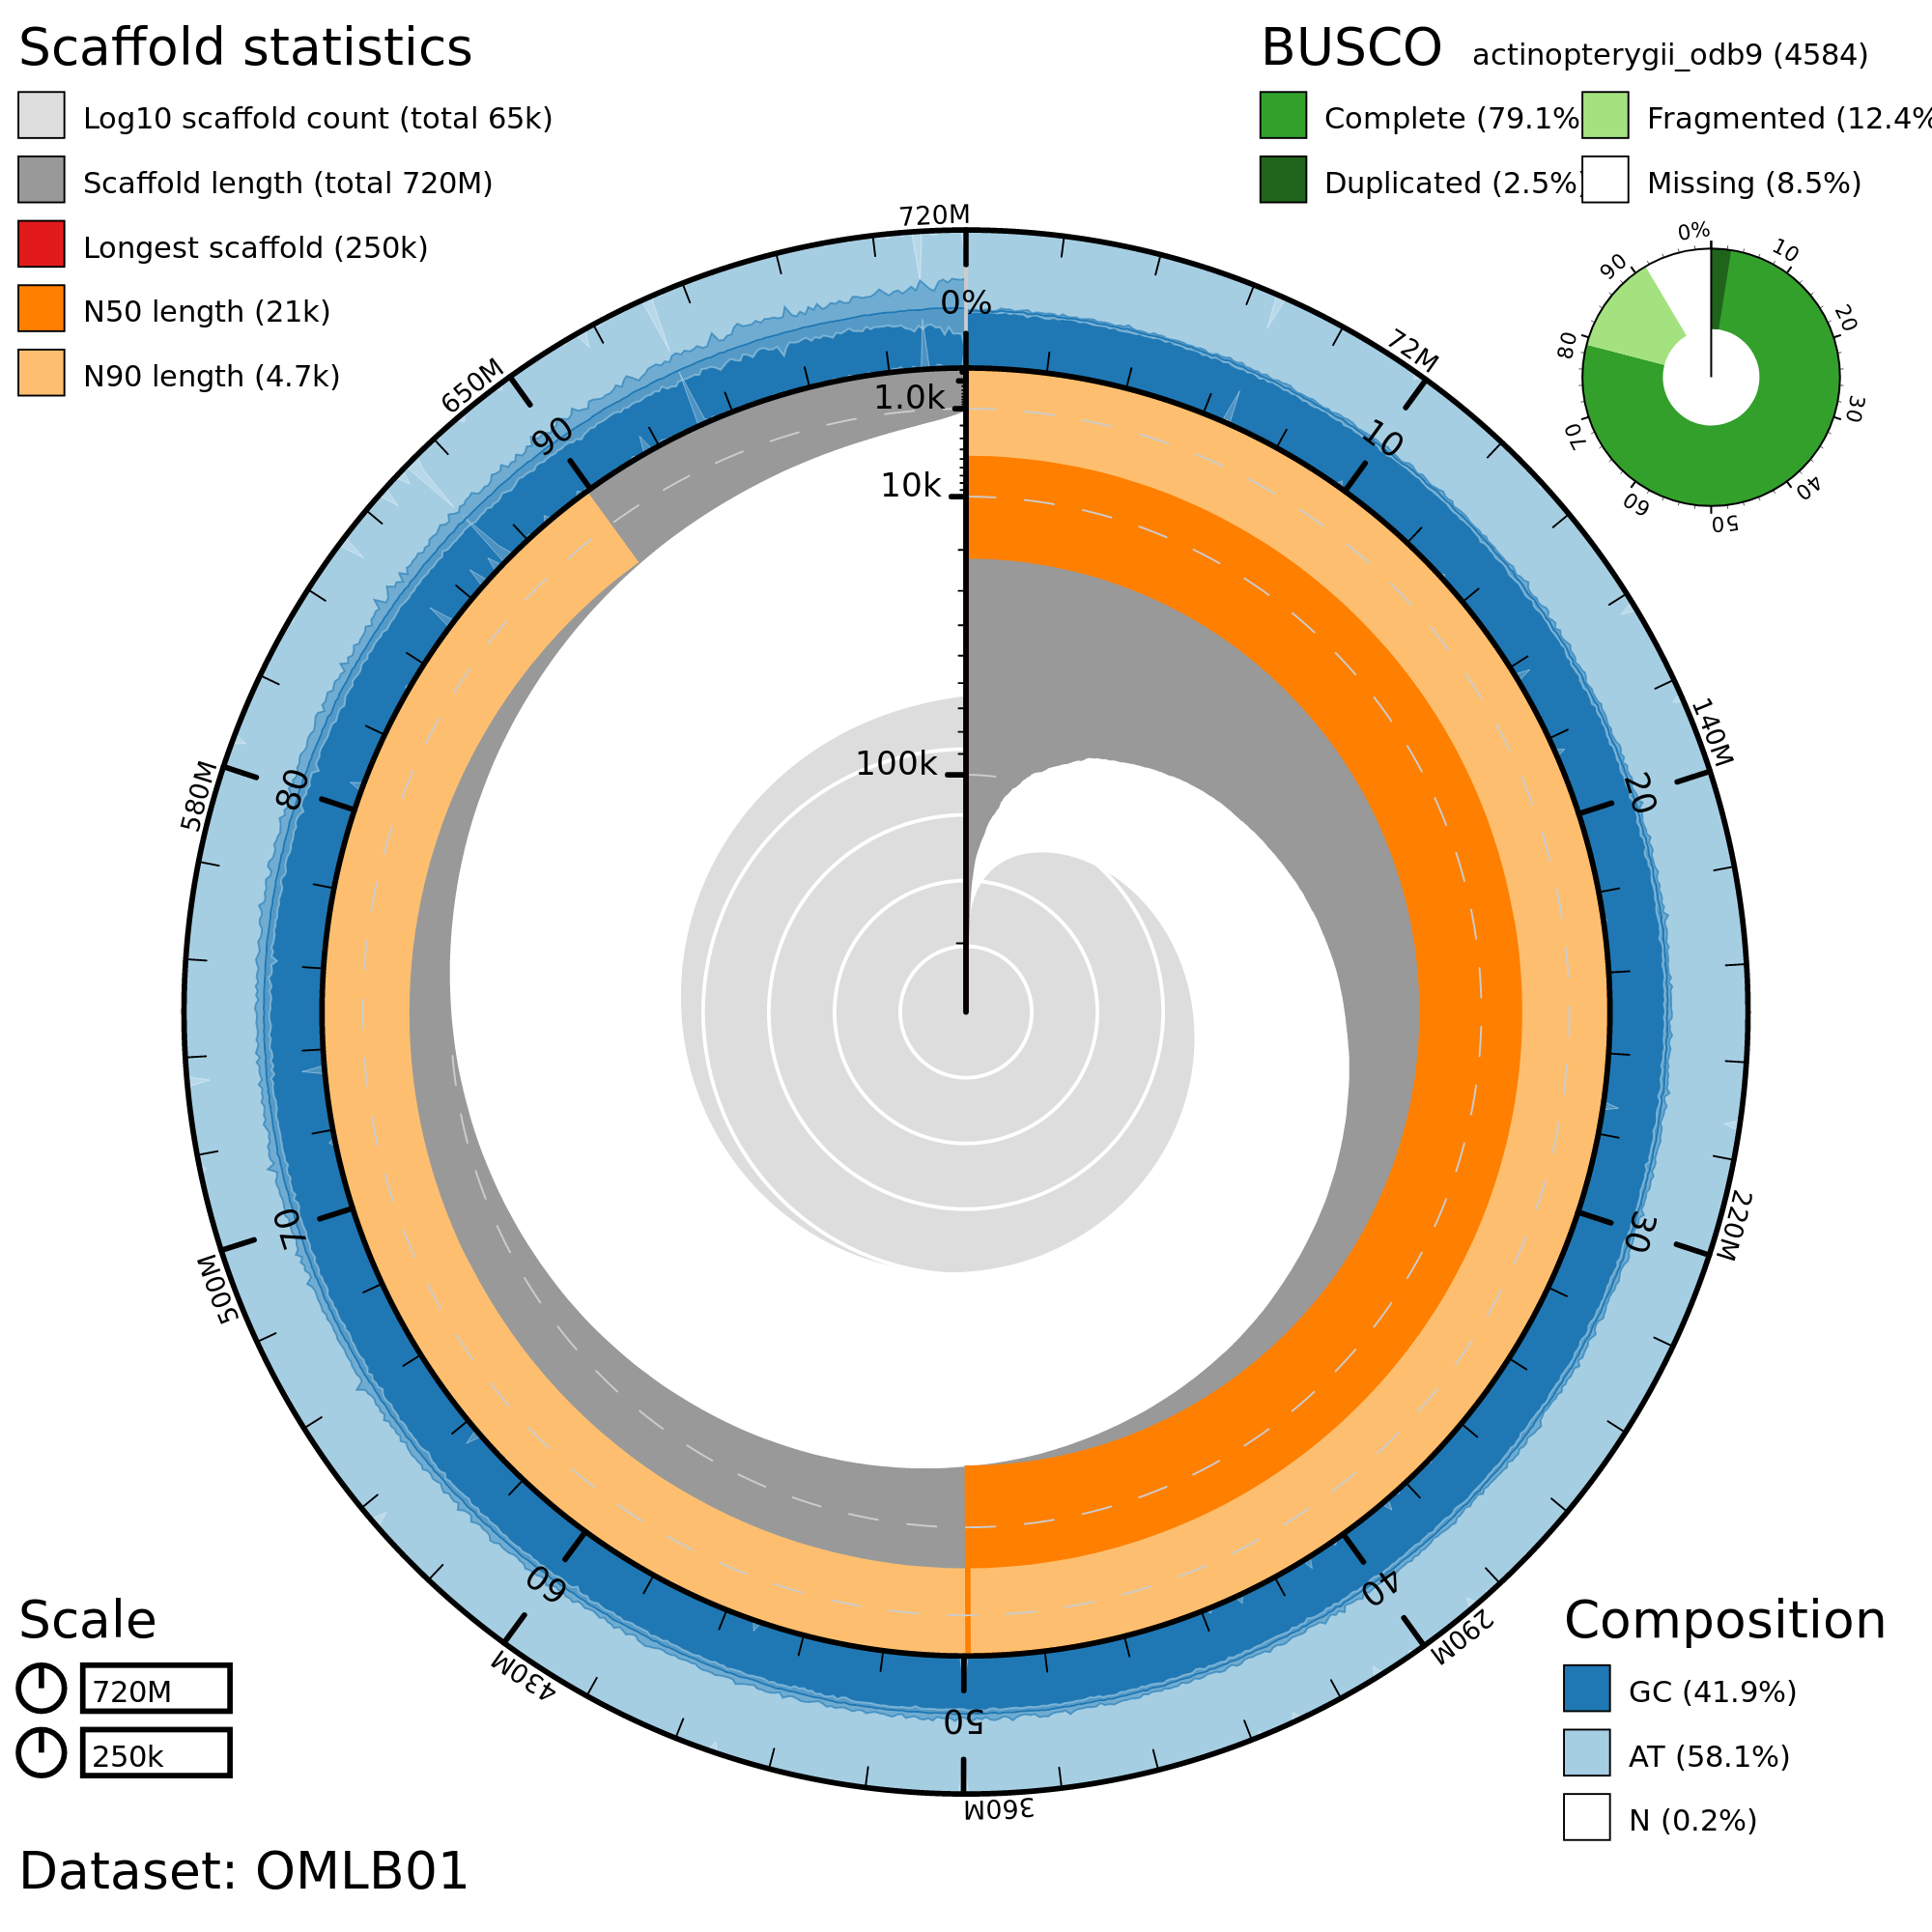 Scaffold statistics
Log10 scaffold count (total 65k)
Scaffold length (total 720M)
Longest scaffold (250k)
N50 length (21k)
N90 length (4.7k)
BUSCO actinopterygii_odb9 (4584)
Complete (79.1%
Fragmented (12.4%
Duplicated (2.5%)
Missing (8.5%)
0%
10
20
30
40
50
60
70
80
90
720M
72M
140M
220M
290M
360M
430M
500M
580M
650M
0%
10
20
30
40
50
60
70
80
90
1.0k
10k
100k
Scale
720M
250k
Composition
GC (41.9%)
AT (58.1%)
N (0.2%)
Dataset: OMLB01